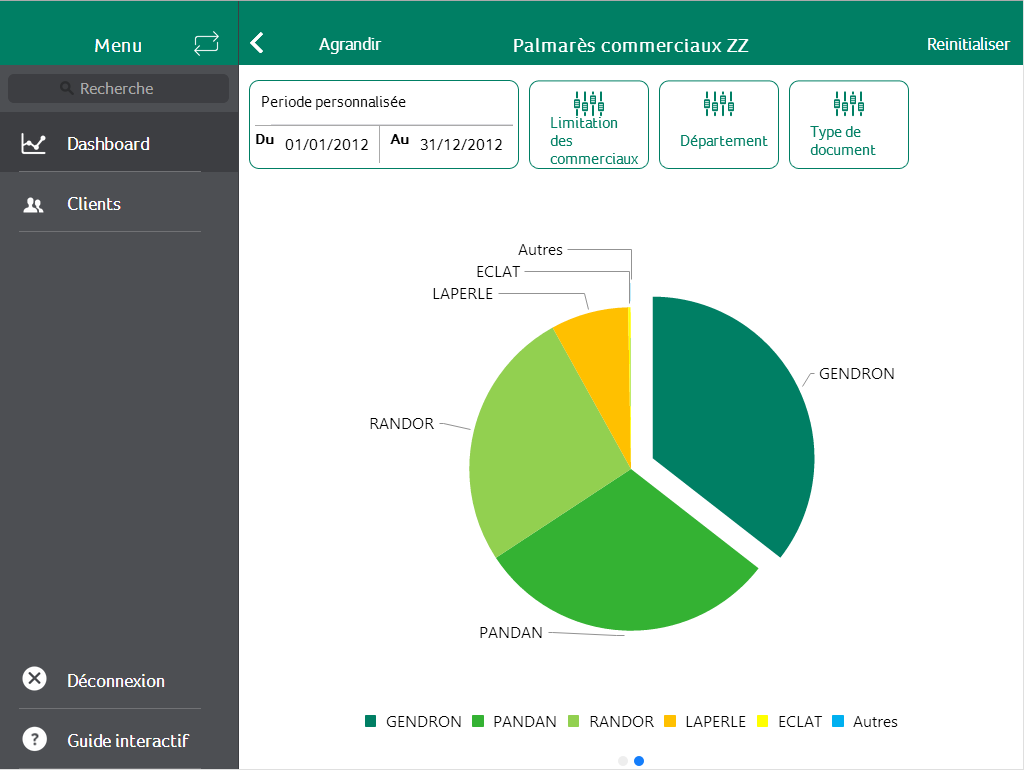 Menu
Agrandir
Palmarès commerciaux ZZ
Reinitialiser
Recherche
Dashboard
Clients
Déconnexion
? Guide interactif
Periode personnalisée
Du 01/01/2012 Au 31/12/2012
Limitation
des
commerciaux
Département
Type de
document
Autres
ECLAT
LAPERLE
GENDRON
RANDOR
PANDAN
GENDRON PANDAN RANDOR LAPERLE ECLAT Autres